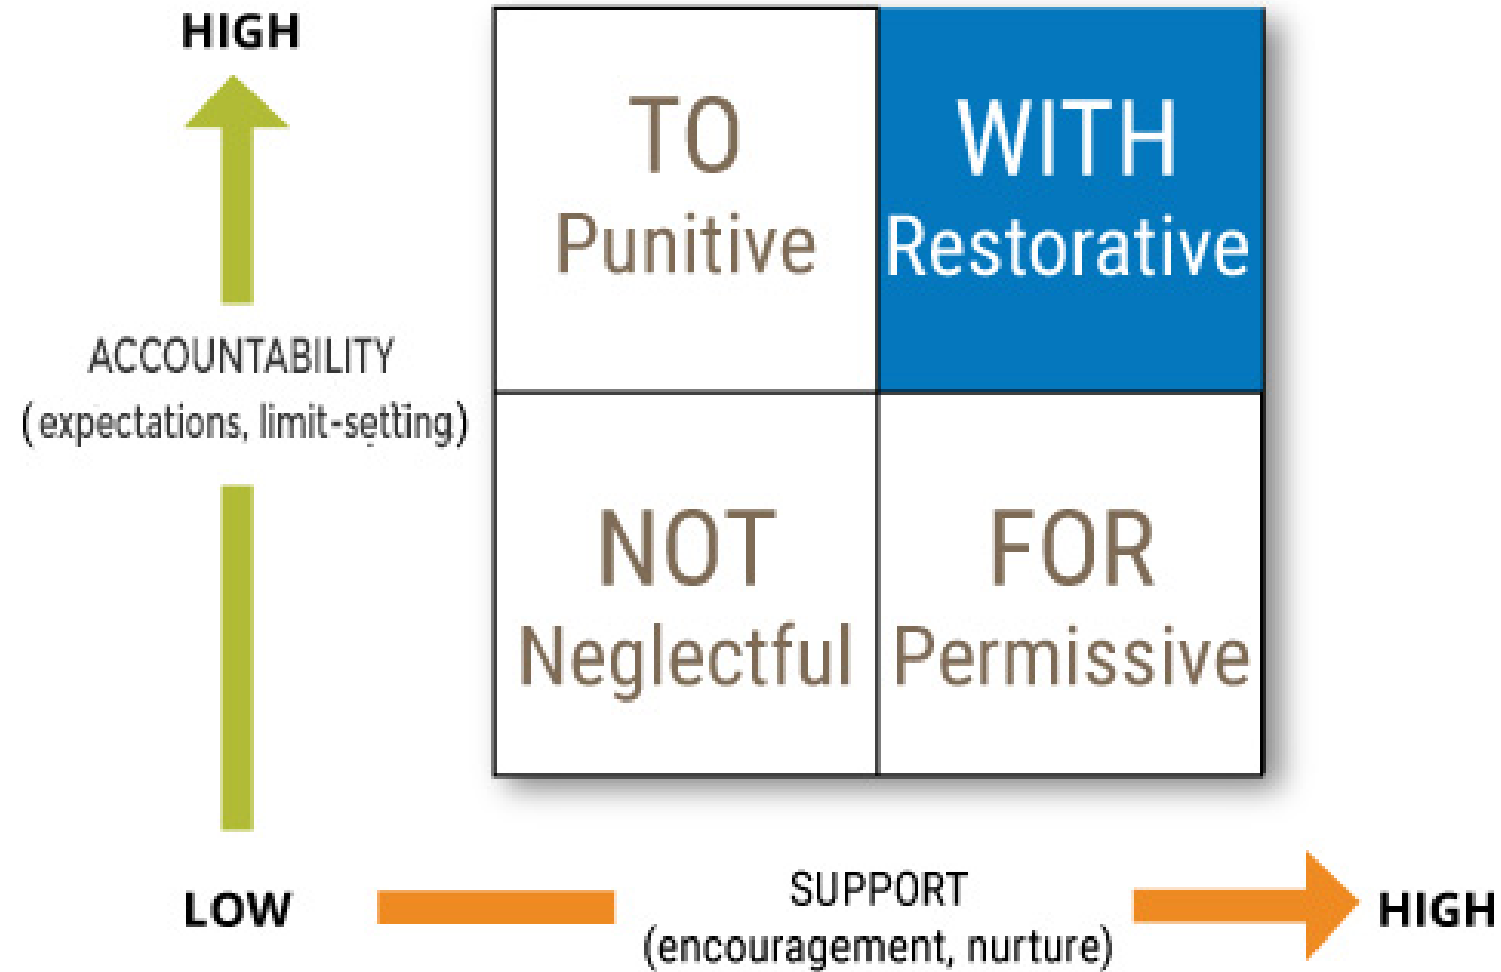 HIGH
TO
Punitive
WITH
Restorative
ACCOUNTABILITY
(expectations, limit-setting)
NOT
Neglectful
FOR
Permissive
LOW
SUPPORT
(encouragement, nurture)
HIGH